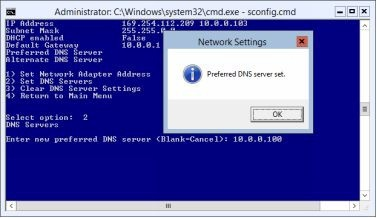 Administrator: C:\Windows\system32\cmd.exe - sconfig.cmd
IP Address 169.254.112.209 10.0.0.103
Subnet Mask 255.255.0
DHCP enabled False
Default Gateway 10.0.0.1
Preferred DNS Server
Alternate DNS Server
1) Set Network Adapter Address
2) Set DNS Servers
3) Clear DNS Server Settings
4) Return to Main Menu
Select option: 2
DNS Servers
Enter new preferred DNS server (Blank=Cancel): 10.0.0.100
Network Settings
Preferred DNS server set.
OK